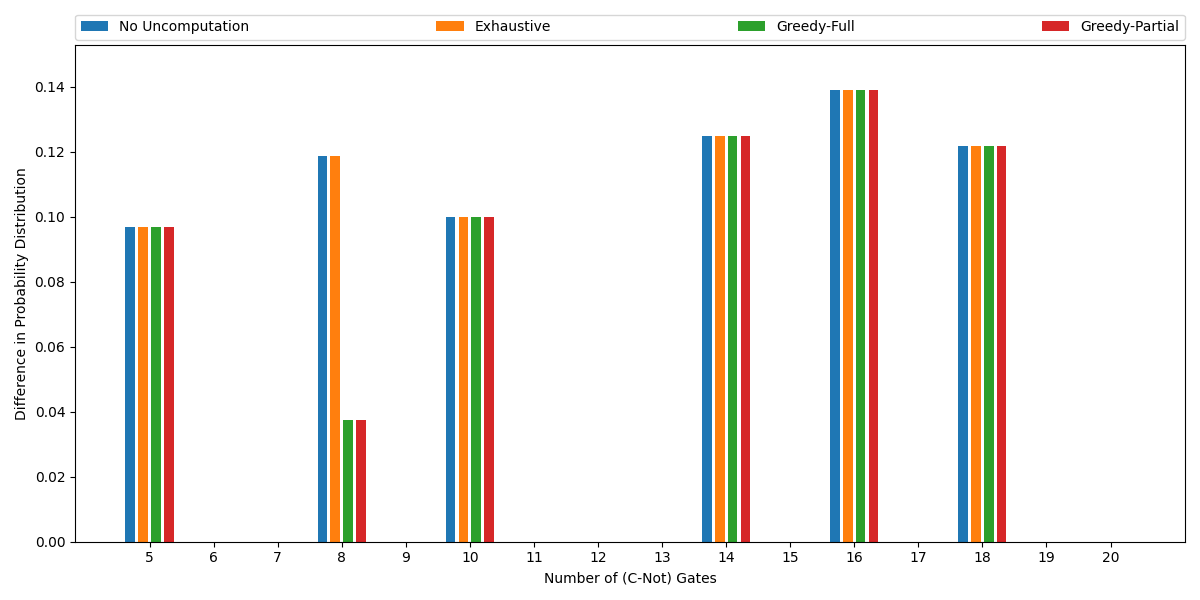 No Uncomputation Exhaustive Greedy-Full Greedy-Partial
Difference in Probability Distribution
0.14
0.12
0.10
0.08
0.06
0.04
0.02
0.00
5 6 7 8 9 10 11 12 13 14 15 16 17 18 19 20
Number of (C-Not) Gates